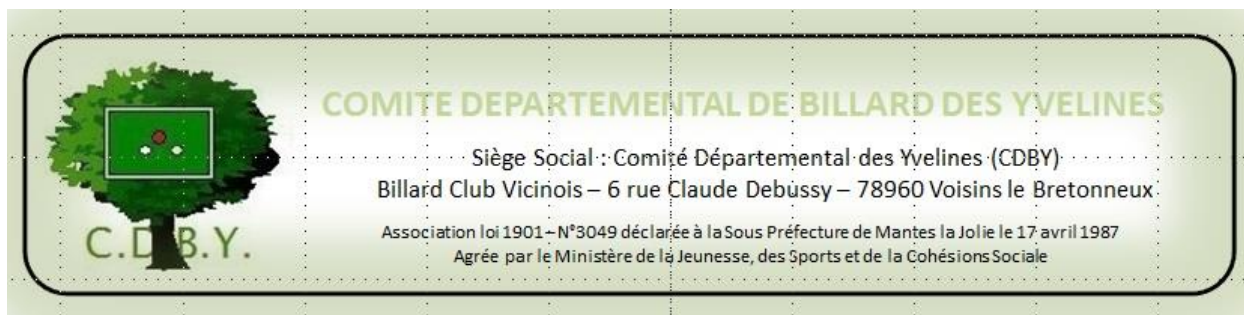 COMITE DEPARTEMENTAL DE BILLARD DES YVELINES
Siège Social : Comité Départemental des Yvelines (CDBY)
Billard Club Vicinois – 6 rue Claude Debussy – 78960 Voisins le Bretonneux
Association loi 1901 – N°3049 déclarée à la Sous Préfecture de Mantes la Jolie le 17 avril 1987
Agrée par le Ministère de la Jeunesse, des Sports et de la Cohésions Sociale
C.D.B.Y.